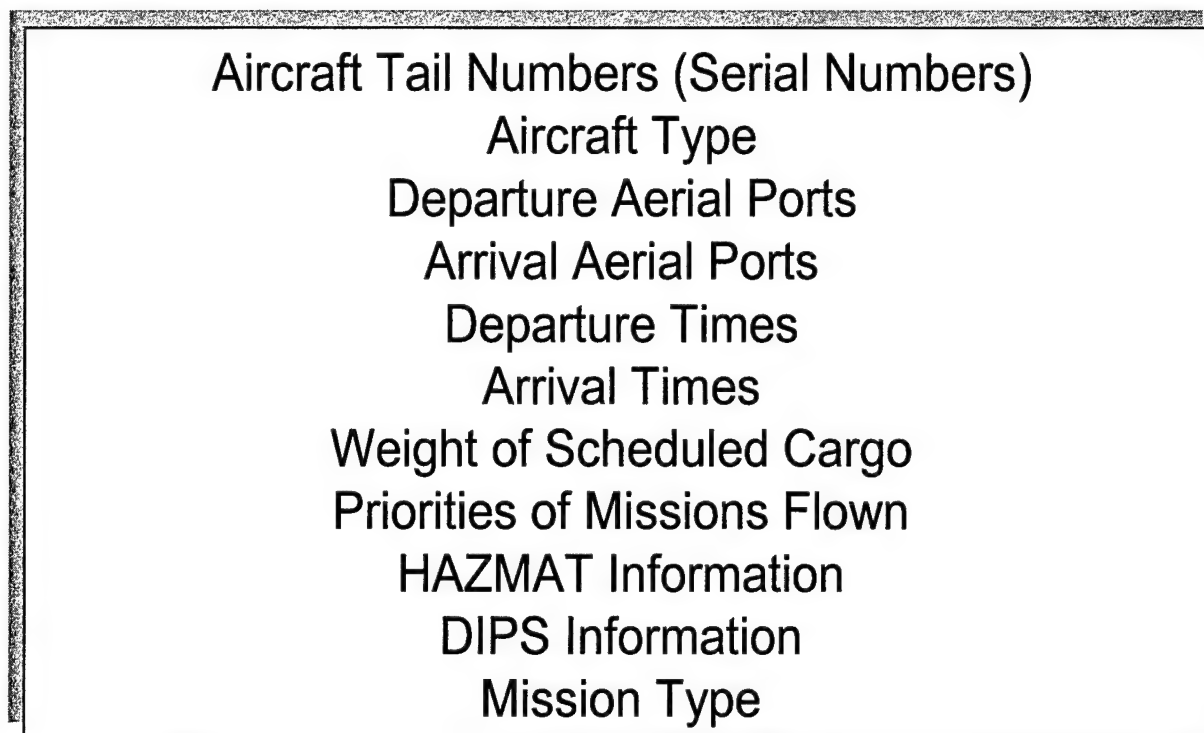 Aircraft Tail Numbers (Serial Numbers)
Aircraft Type
Departure Aerial Ports
Arrival Aerial Ports
Departure Times
Arrival Times
Weight of Scheduled Cargo
Priorities of Missions Flown
HAZMAT Information
DIPS Information
Mission Type